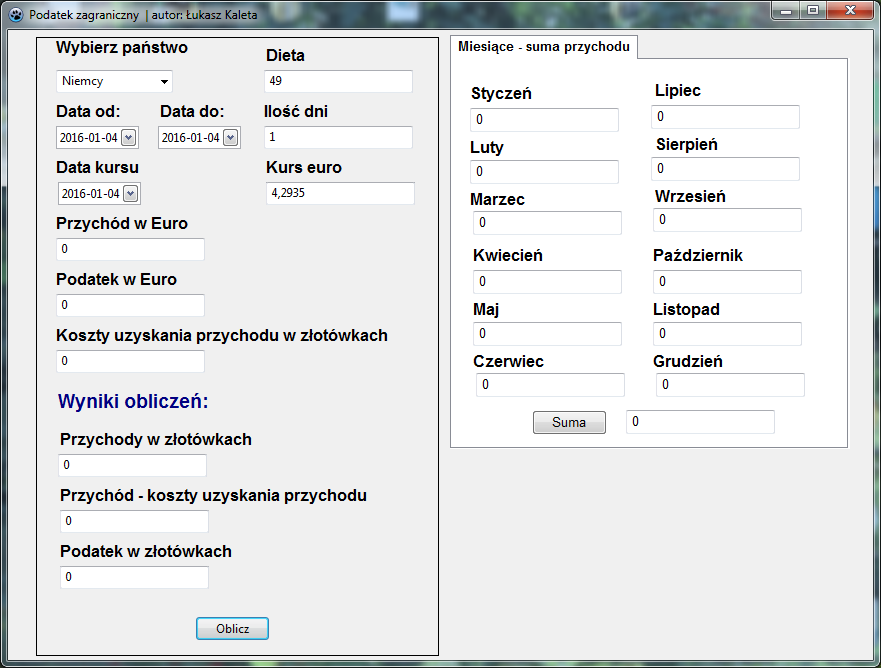 Podatek zagraniczny | autor: Łukasz Kaleta
Wybierz państwo
Dieta
Niemcy
49
Data od:
Data do:
Ilość dni
2016-01-04
2016-01-04
1
Data kursu
Kurs euro
2016-01-04
4,2935
Przychód w Euro
0
Podatek w Euro
0
Koszty uzyskania przychodu w złotówkach
0
Wyniki obliczeń:
Przychody w złotówkach
0
Przychód - koszty uzyskania przychodu
0
Podatek w złotówkach
0
Oblicz
Miesiące - suma przychodu
Styczeń
0
Luty
0
Marzec
0
Kwiecień
0
Maj
0
Czerwiec
0
Lipiec
0
Sierpień
0
Wrzesień
0
Październik
0
Listopad
0
Grudzień
0
Suma
0